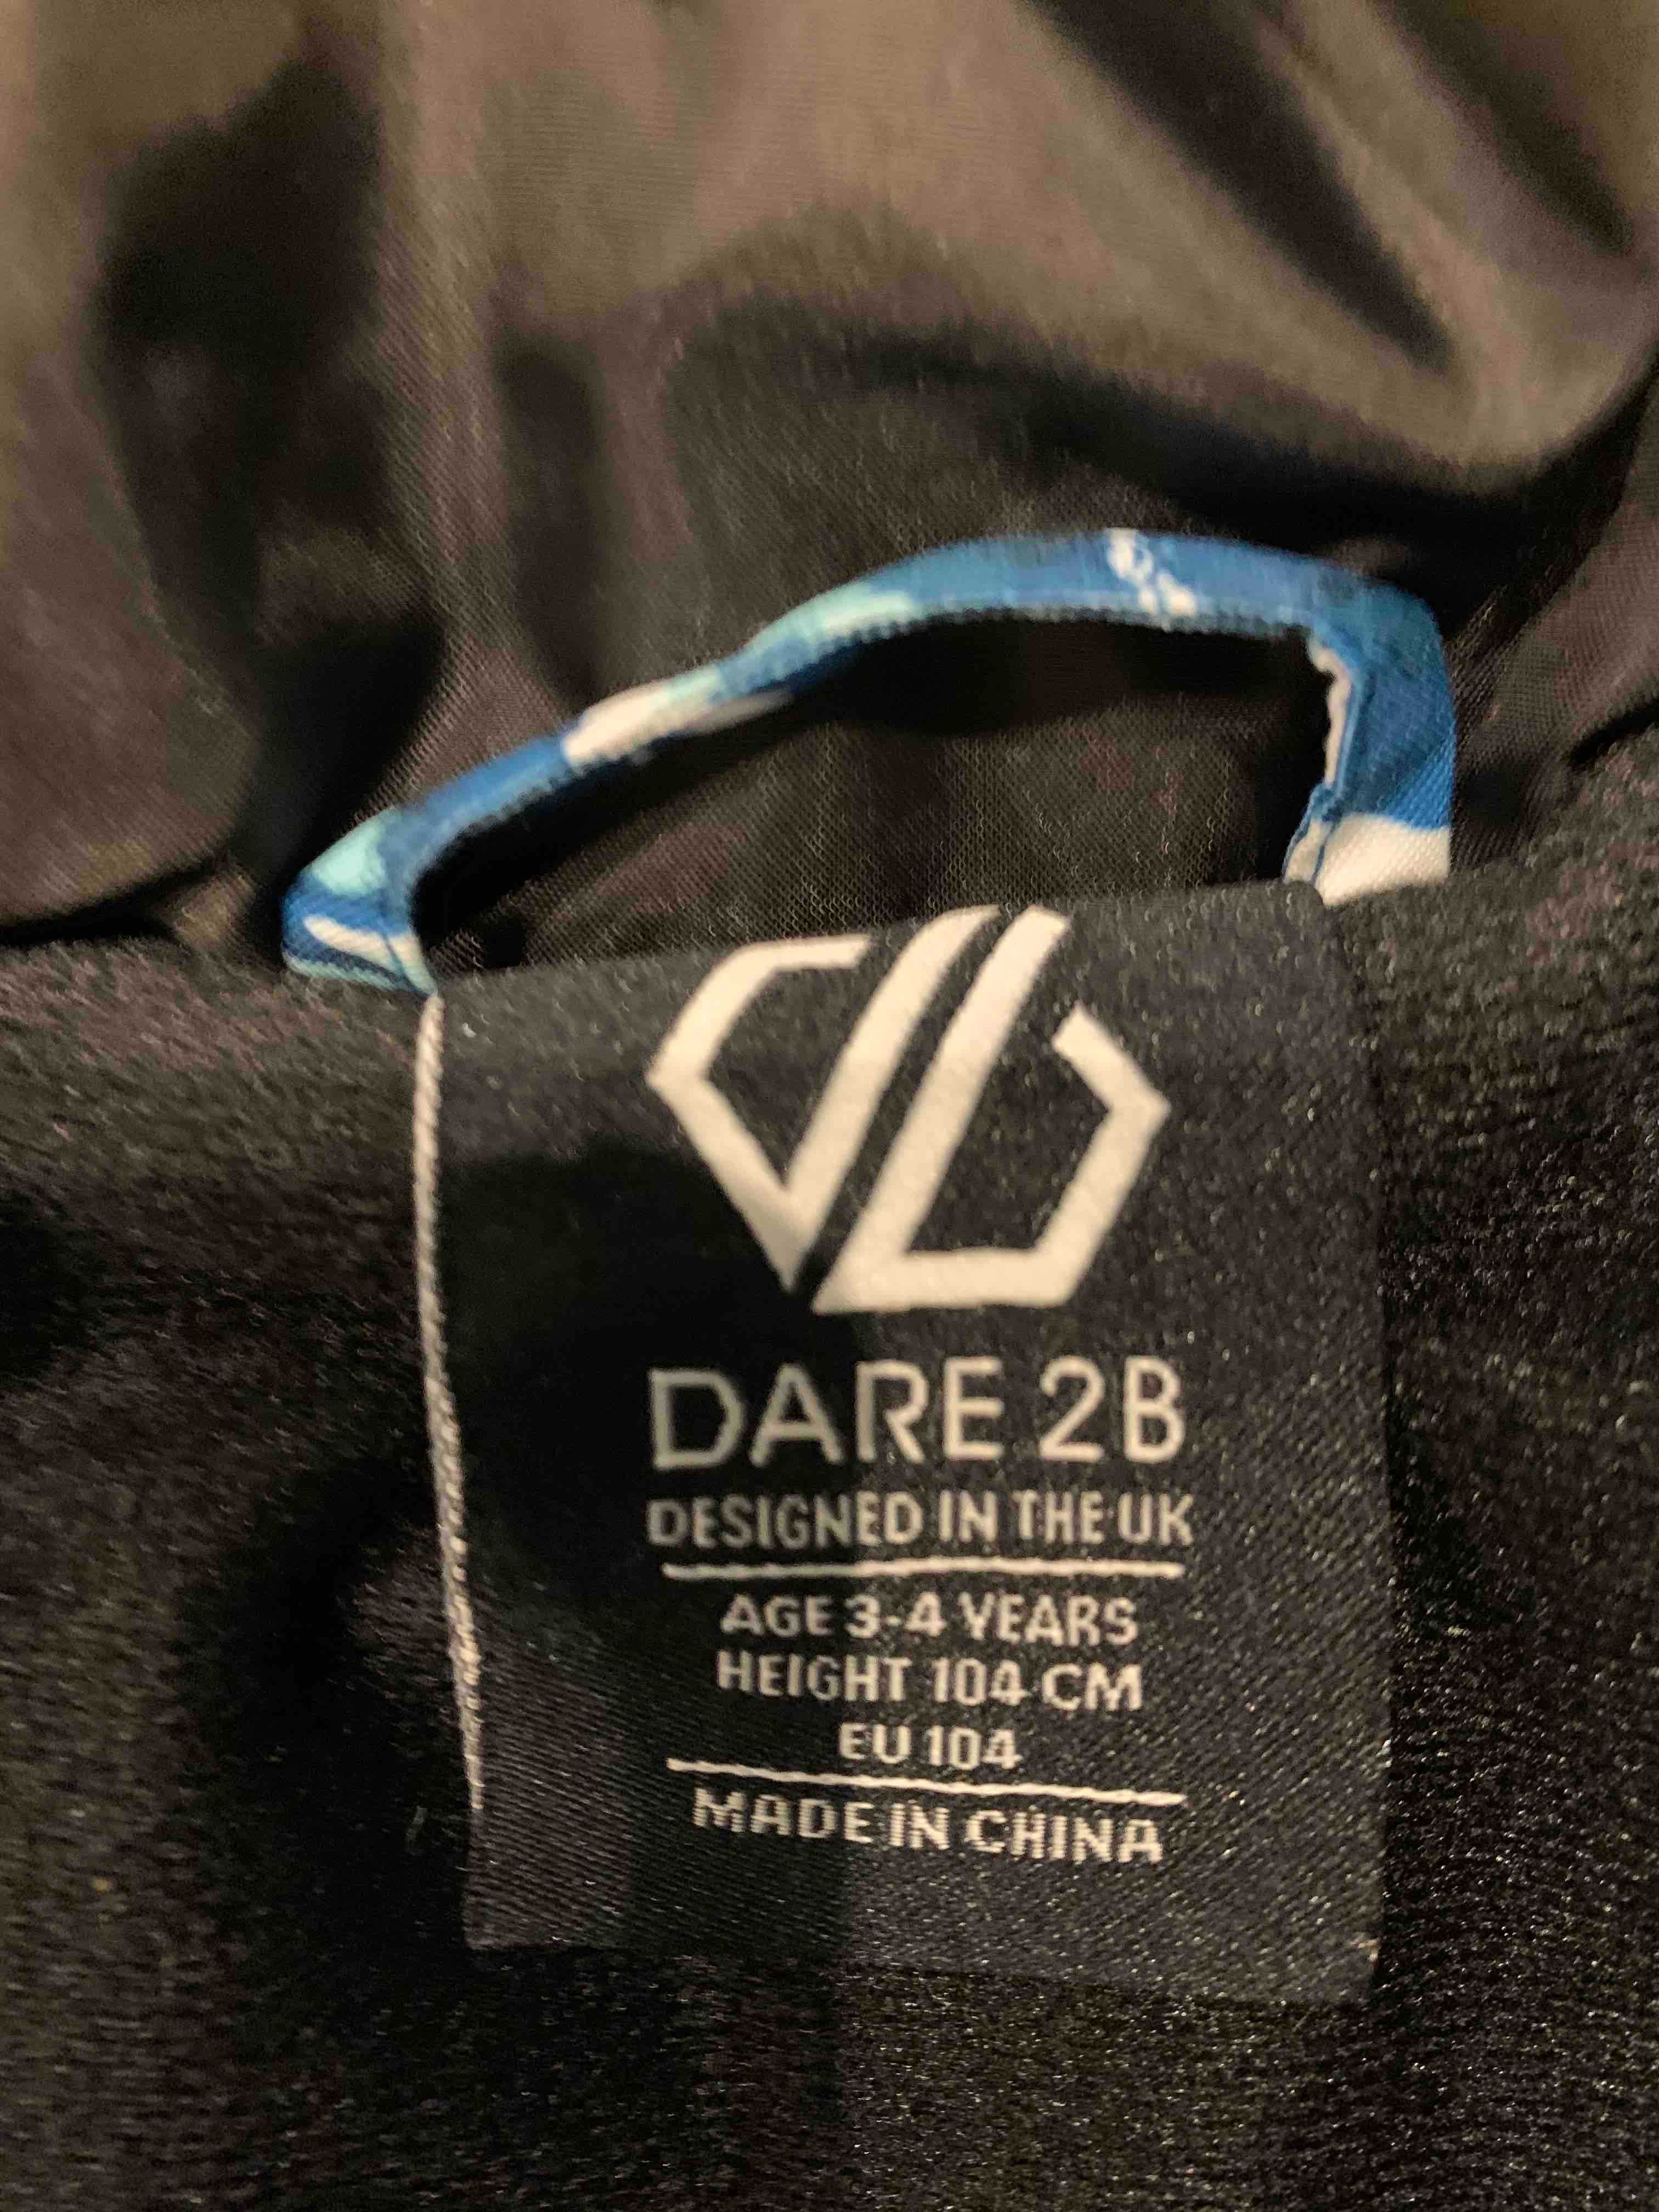 DARE 2B
DESIGNED IN THE UK
AGE 3-4 YEARS
HEIGHT 104 CM
EU 104
MADE IN CHINA